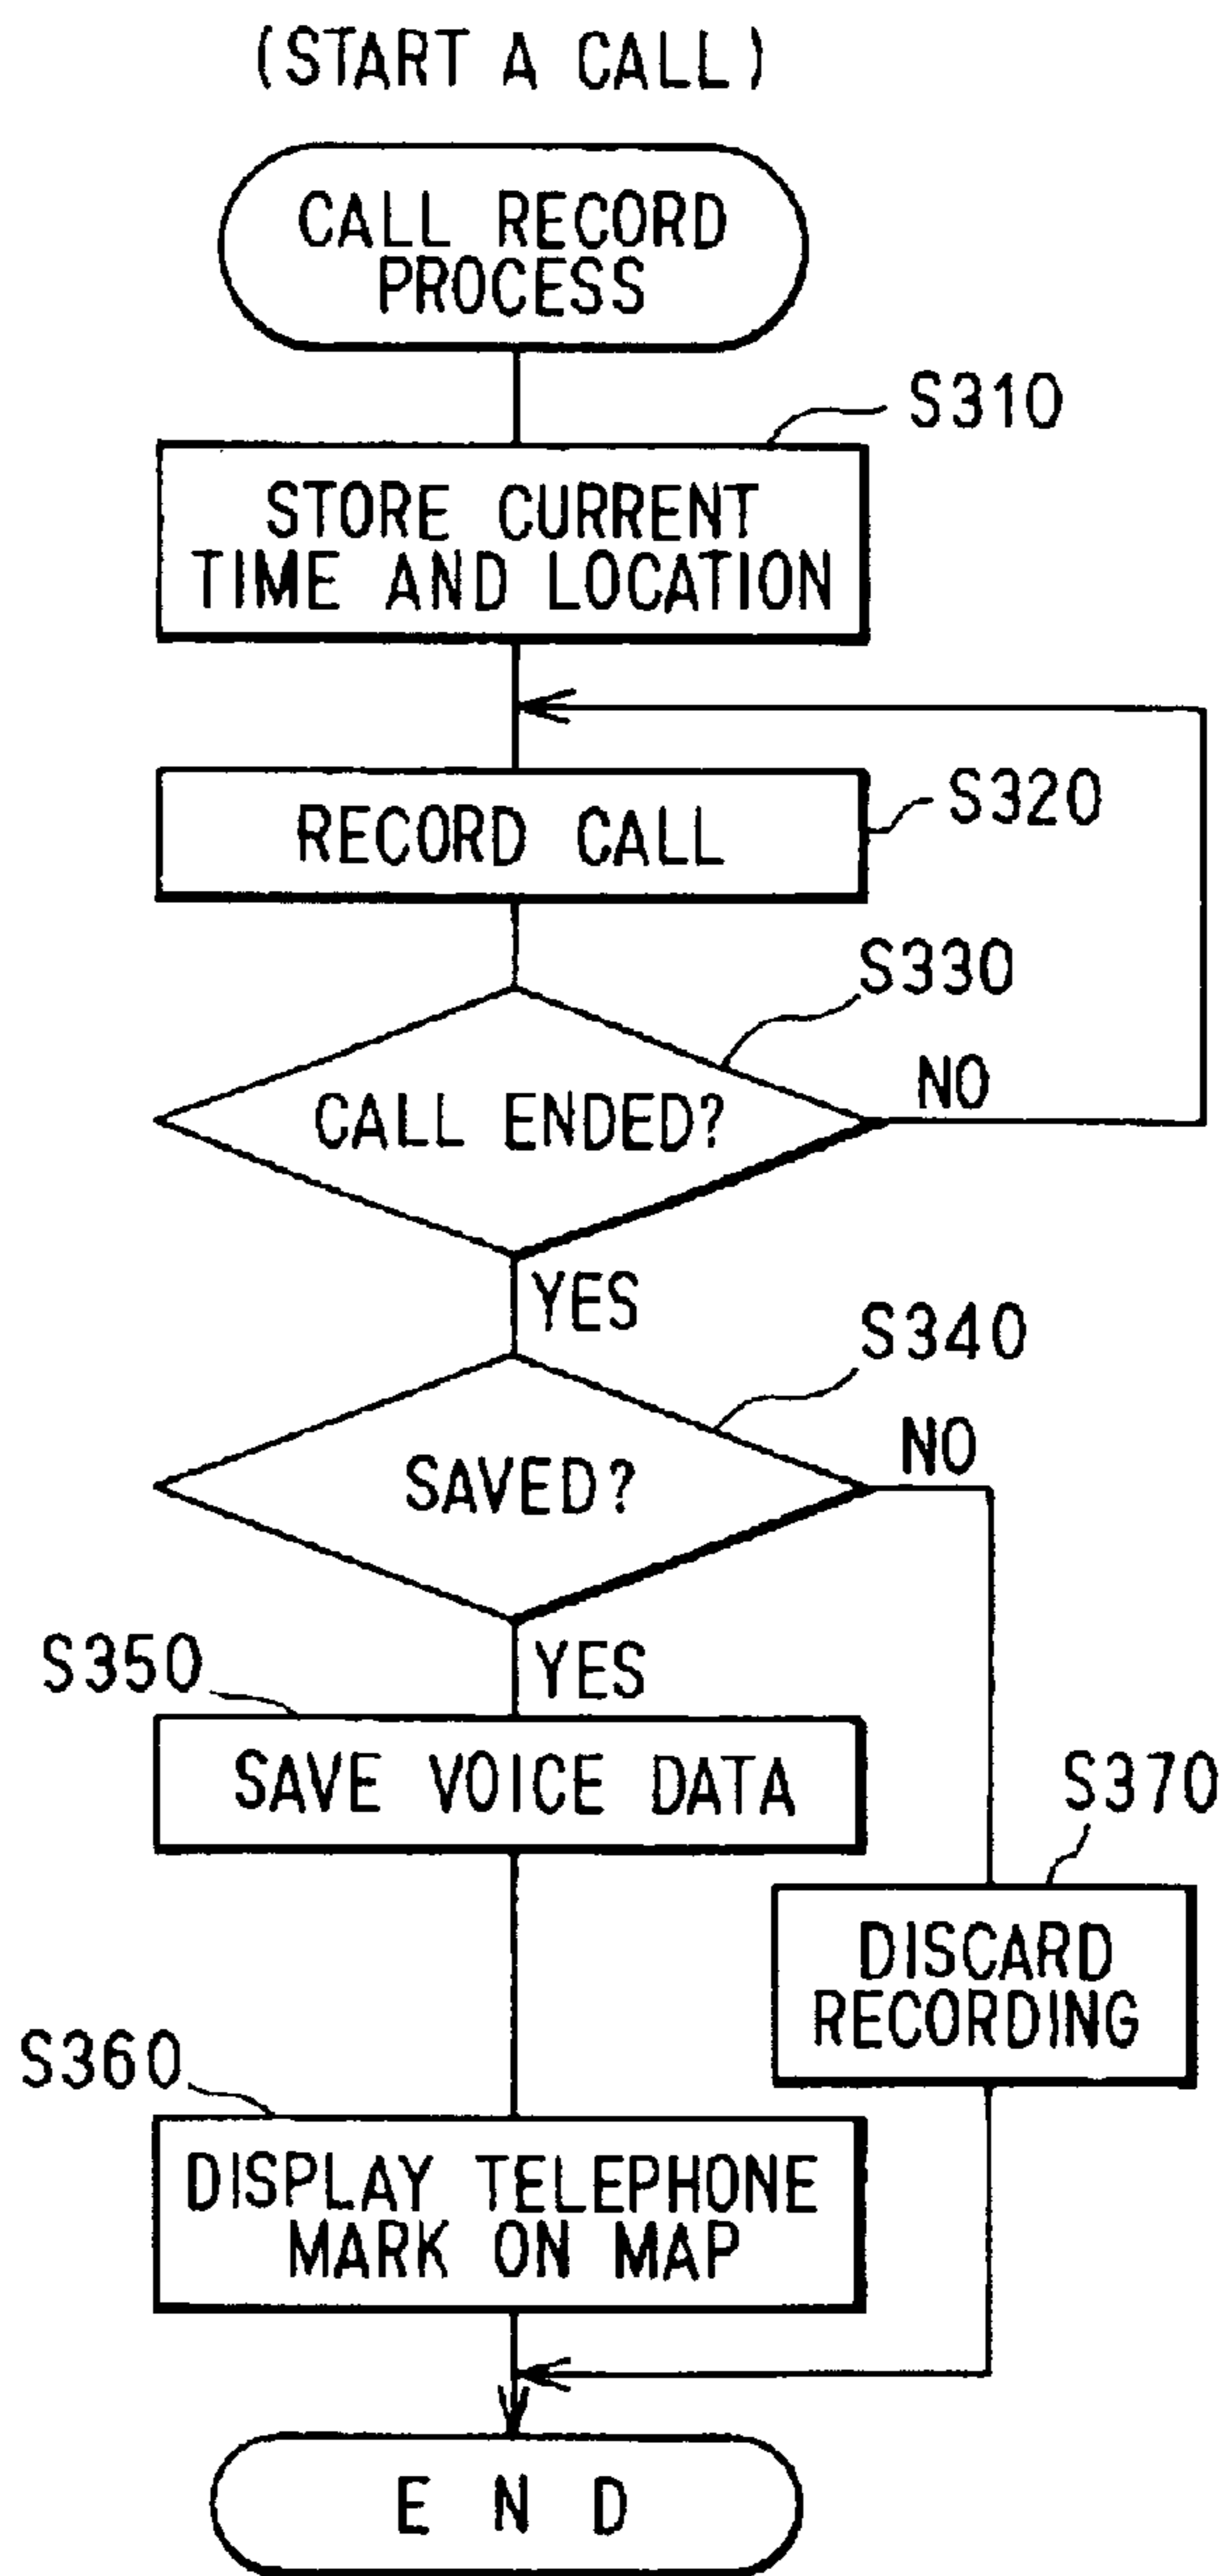 (START A CALL)
CALL RECORD
PROCESS
S310
STORE CURRENT
TIME AND LOCATION
RECORD CALL
S320
S330
CALL ENDED?
NO
YES
S340
SAVED?
NO
YES
S350
SAVE VOICE DATA
S370
DISCARD
RECORDING
S360
DISPLAY TELEPHONE
MARK ON MAP
END